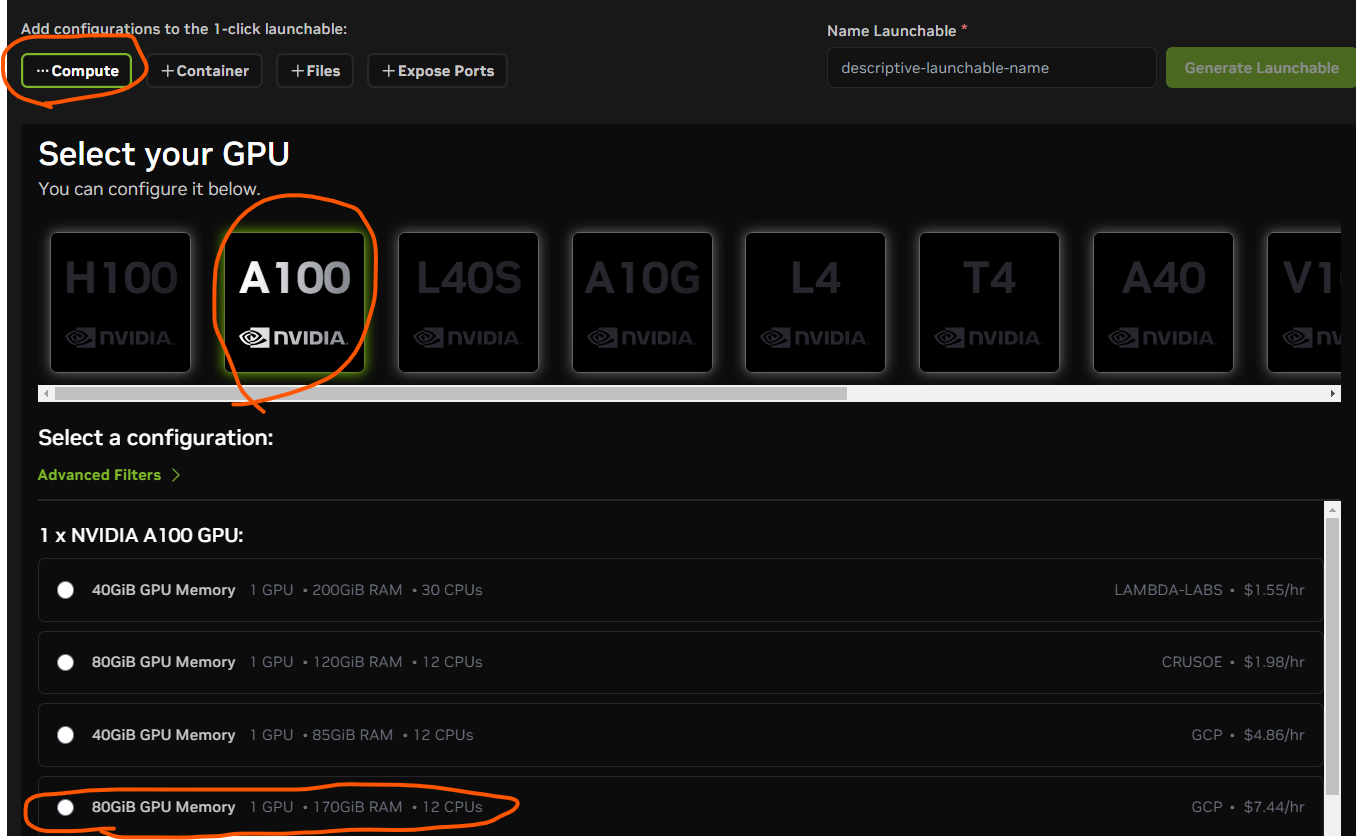 Add configurations to the 1-click launchable:
Name Launchable *
··· Compute
+ Container
+ Files
+ Expose Ports
descriptive-launchable-name
Generate Launchable
Select your GPU
You can configure it below.
H100
NVIDIA.
A100
NVIDIA.
L40S
NVIDIA.
A10G
NVIDIA.
L4
NVIDIA.
T4
NVIDIA.
A40
NVIDIA.
Select a configuration:
Advanced Filters >
1 x NVIDIA A100 GPU:
40GiB GPU Memory 1 GPU • 200GiB RAM • 30 CPUs LAMBDA-LABS • $1.55/hr
80GiB GPU Memory 1 GPU • 120GiB RAM • 12 CPUs CRUSOE • $1.98/hr
40GiB GPU Memory 1 GPU • 85GiB RAM • 12 CPUs GCP • $4.86/hr
80GiB GPU Memory 1 GPU • 170GiB RAM • 12 CPUs GCP • $7.44/hr